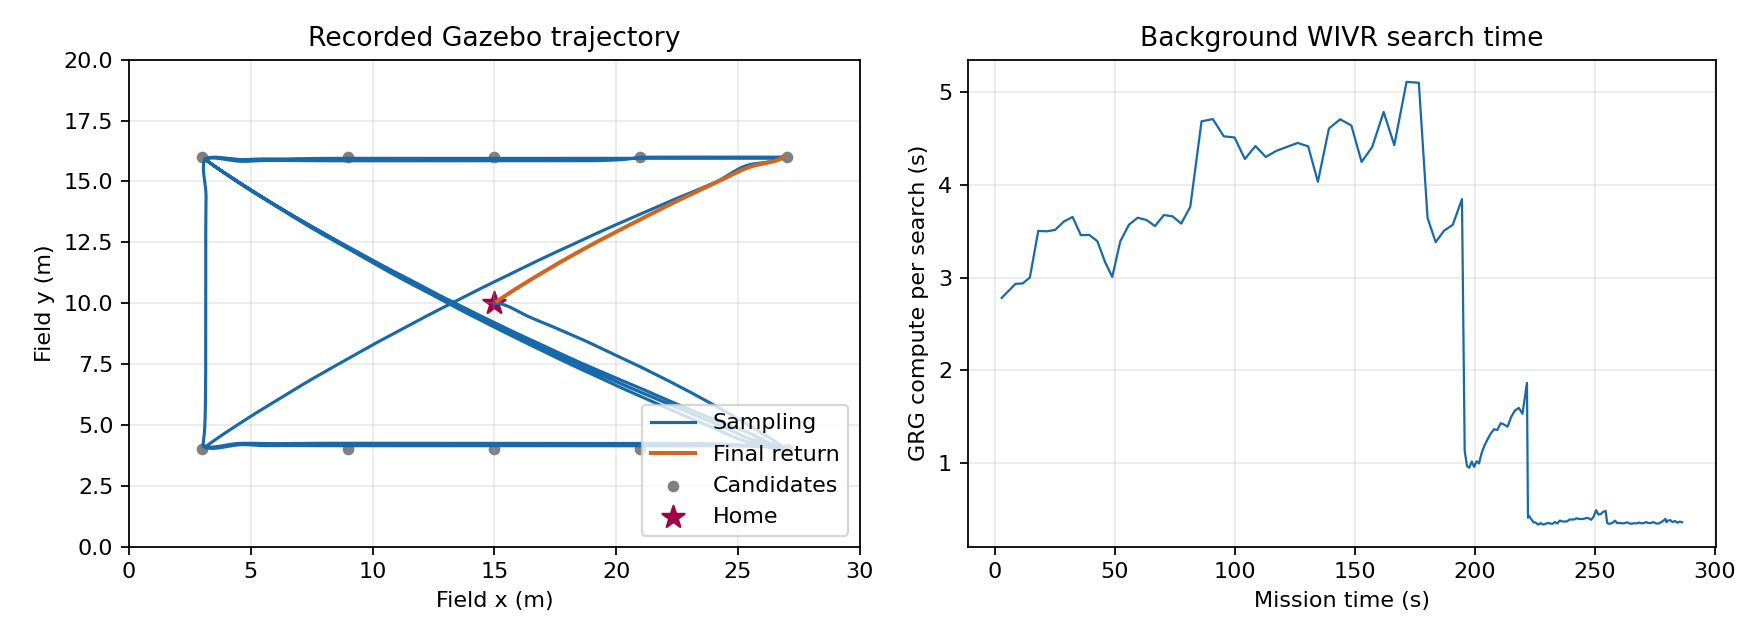 Recorded Gazebo trajectory
20.0
17.5
15.0
12.5
10.0
7.5
5.0
2.5
0.0
Field y (m)
0 5 10 15 20 25 30
Field x (m)
Sampling
Final return
Candidates
Home
Background WIVR search time
5
4
3
2
1
GRG compute per search (s)
0 50 100 150 200 250 300
Mission time (s)